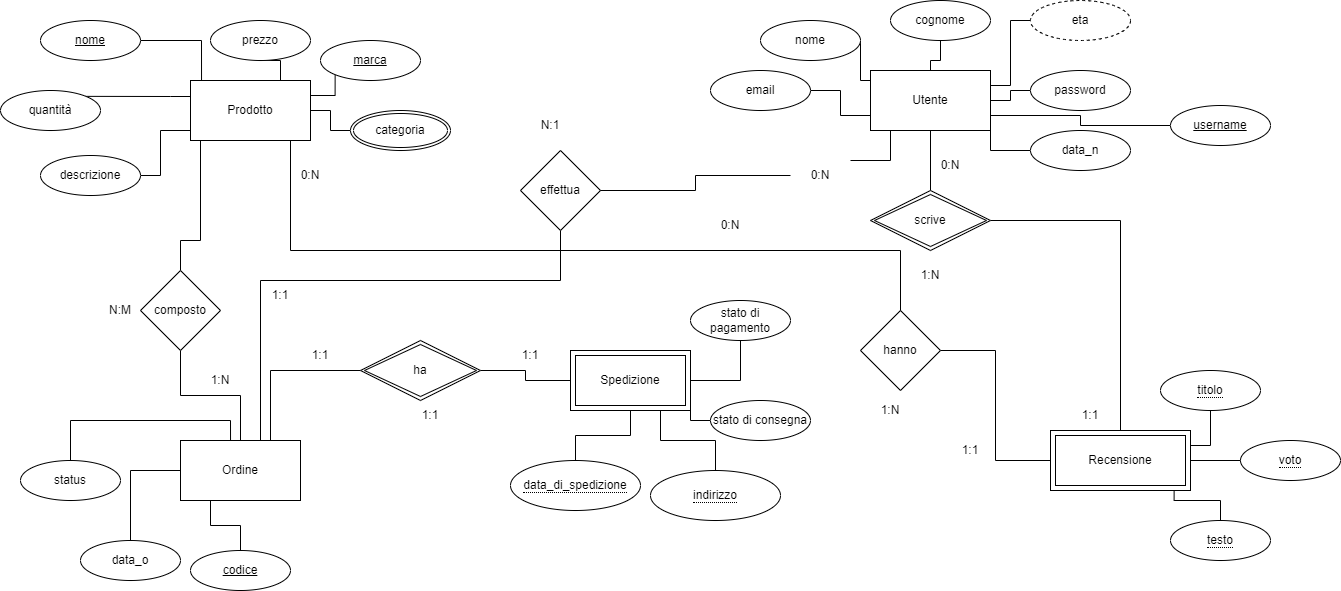 cognome
eta
nome
prezzo
nome
marca
email
password
Utente
quantità
Prodotto
categoria
username
N:1
data_n
descrizione
0:N
effettua
0:N
0:N
scrive
0:N
1:N
1:1
N:M
composto
stato di
pagamento
hanno
1:1
ha
1:1
Spedizione
1:N
1:1
stato di consegna
1:N
1:1
titolo
1:1
Recensione
voto
status
Ordine
data_di_spedizione
indirizzo
testo
data_o
codice